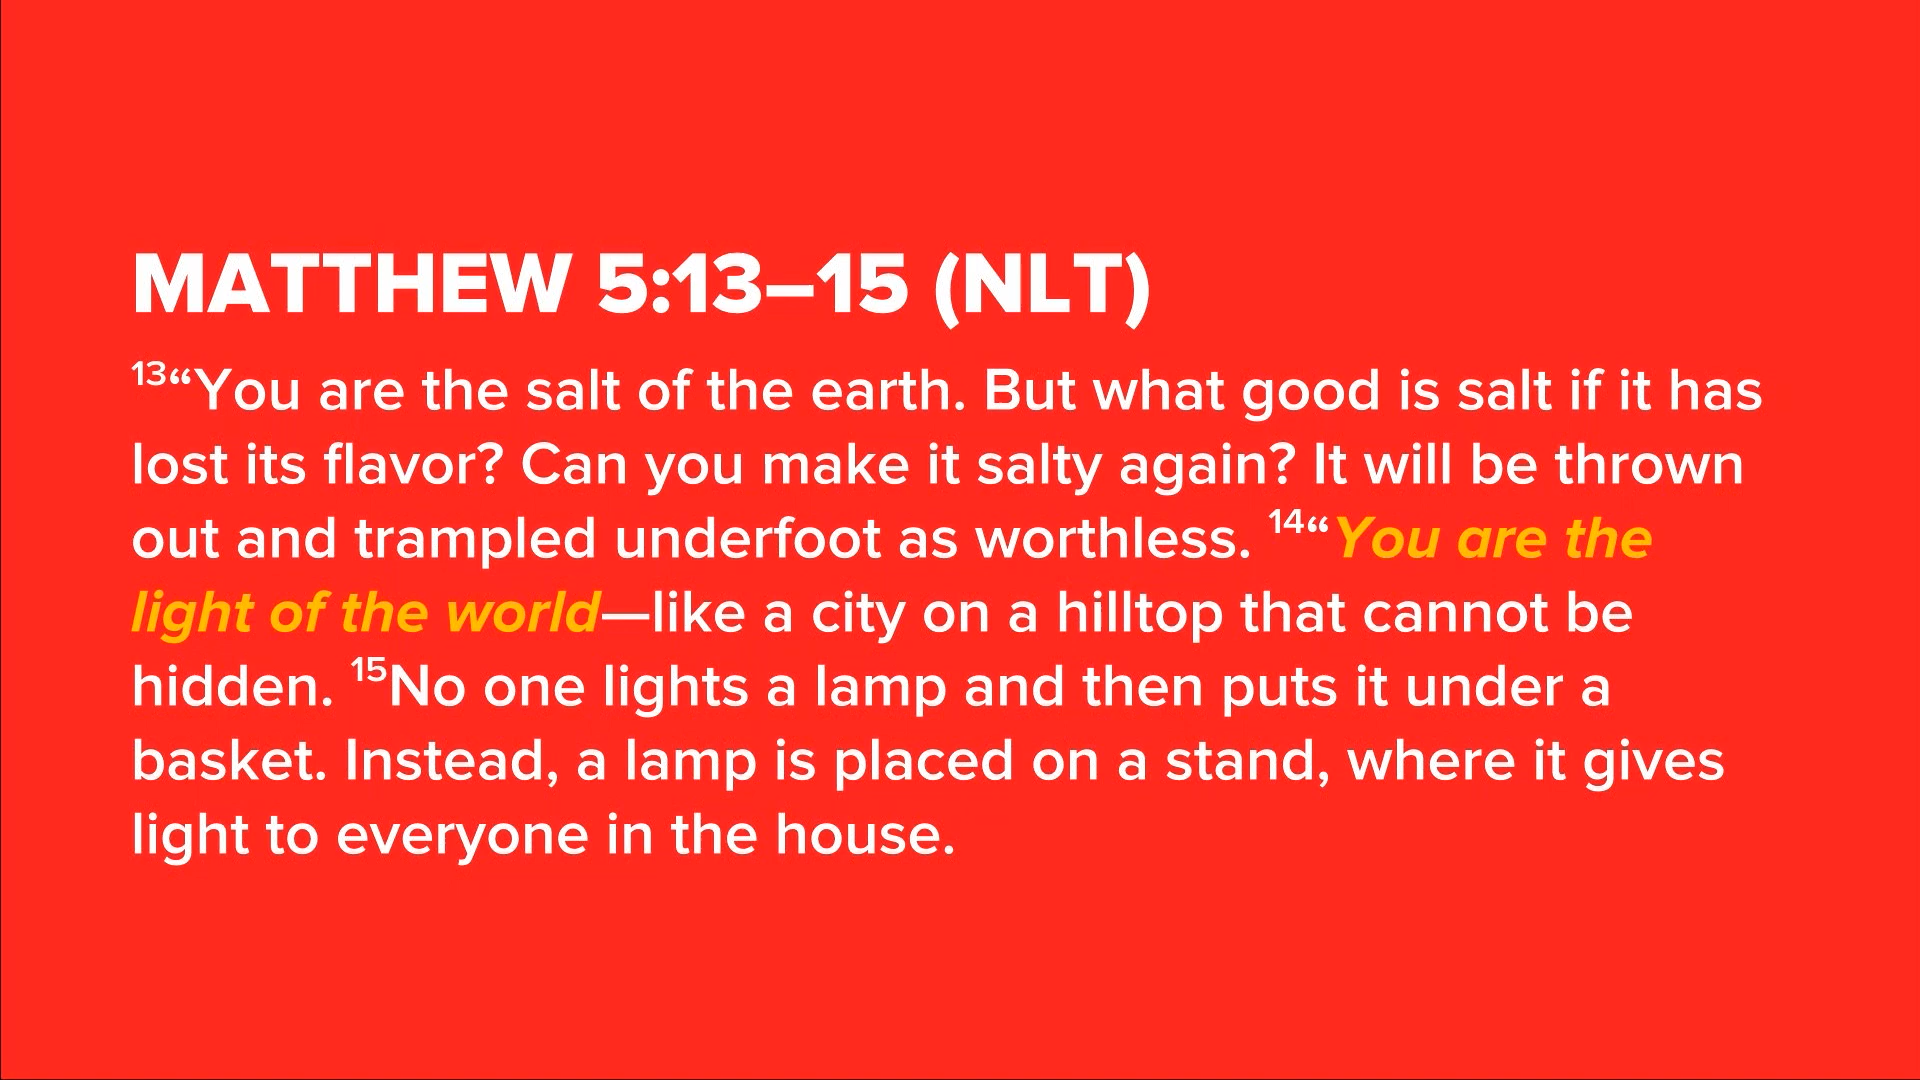 MATTHEW 5:13–15 (NLT)
¹³“You are the salt of the earth. But what good is salt if it has
lost its flavor? Can you make it salty again? It will be thrown
out and trampled underfoot as worthless. ¹⁴“You are the
light of the world—like a city on a hilltop that cannot be
hidden. ¹⁵No one lights a lamp and then puts it under a
basket. Instead, a lamp is placed on a stand, where it gives
light to everyone in the house.